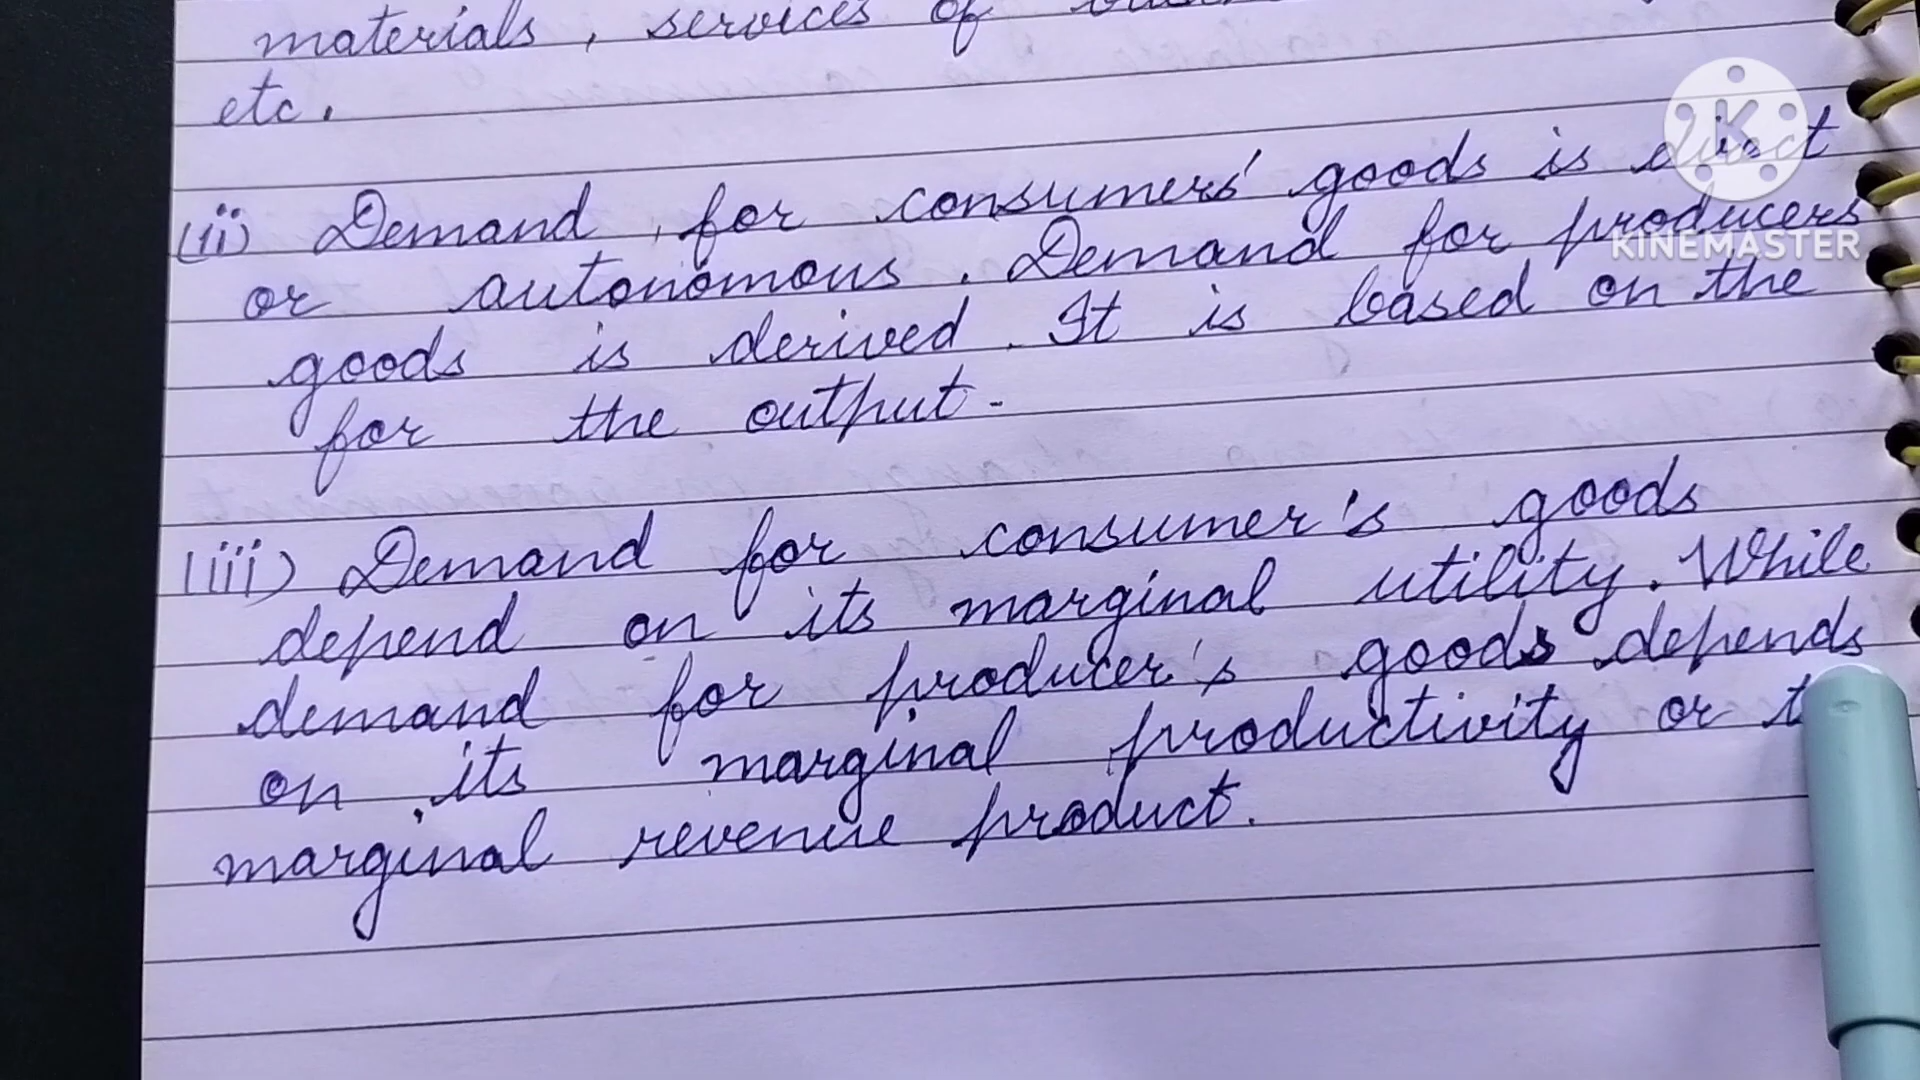 materials, services of
etc.
(ii) Demand for consumers' goods is direct
or autonomous. Demand for producers
goods is derived. It is based on the
for the output.
(iii) Demand for consumer's goods
depend on its marginal utility. While
demand for producer's goods depends
on its marginal productivity or
marginal revenue product.
K
KINEMASTER